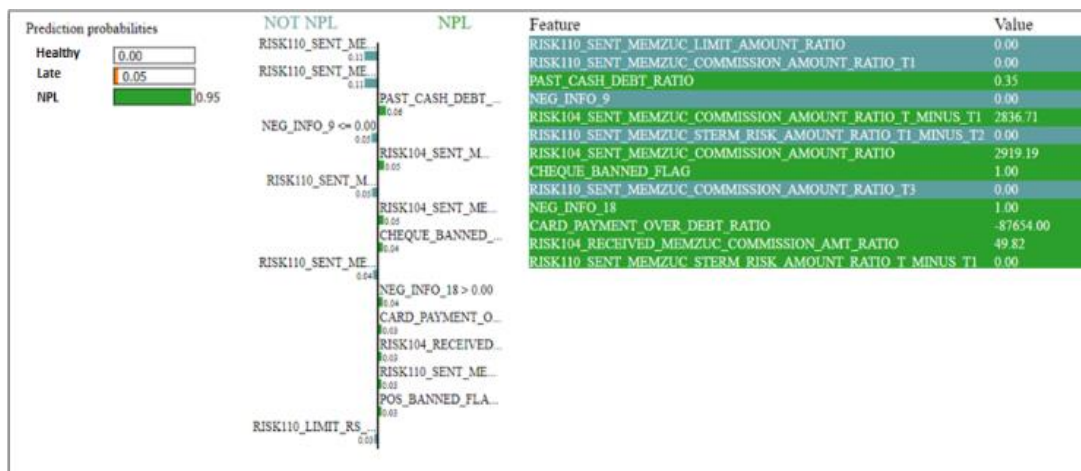 Prediction probabilities
Healthy 0.00
Late 0.05
NPL 0.95
NOT NPL NPL
RISK110_SENT_ME...
0.11
RISK110_SENT_ME...
0.11
PAST_CASH_DEBT_...
0.06
NEG_INFO_9 <= 0.00
0.05
RISK104_SENT_M...
0.05
RISK110_SENT_M...
0.05
RISK104_SENT_ME...
0.05
CHEQUE_BANNED_...
0.04
RISK110_SENT_ME...
0.04
NEG_INFO_18 > 0.00
0.04
CARD_PAYMENT_O...
0.03
RISK104_RECEIVED...
0.03
RISK110_SENT_ME...
0.03
POS_BANNED_FLA...
0.03
RISK110_LIMIT_RS_...
0.03
Feature Value
RISK110_SENT_MEMZUC_LIMIT_AMOUNT_RATIO 0.00
RISK110_SENT_MEMZUC_COMMISSION_AMOUNT_RATIO_T1 0.00
PAST_CASH_DEBT_RATIO 0.35
NEG_INFO_9 0.00
RISK104_SENT_MEMZUC_COMMISSION_AMOUNT_RATIO_T_MINUS_T1 2836.71
RISK110_SENT_MEMZUC_STERM_RISK_AMOUNT_RATIO_T1_MINUS_T2 0.00
RISK104_SENT_MEMZUC_COMMISSION_AMOUNT_RATIO 2919.19
CHEQUE_BANNED_FLAG 1.00
RISK110_SENT_MEMZUC_COMMISSION_AMOUNT_RATIO_T3 0.00
NEG_INFO_18 1.00
CARD_PAYMENT_OVER_DEBT_RATIO -87654.00
RISK104_RECEIVED_MEMZUC_COMMISSION_AMT_RATIO 49.82
RISK110_SENT_MEMZUC_STERM_RISK_AMOUNT_RATIO_T_MINUS_T1 0.00